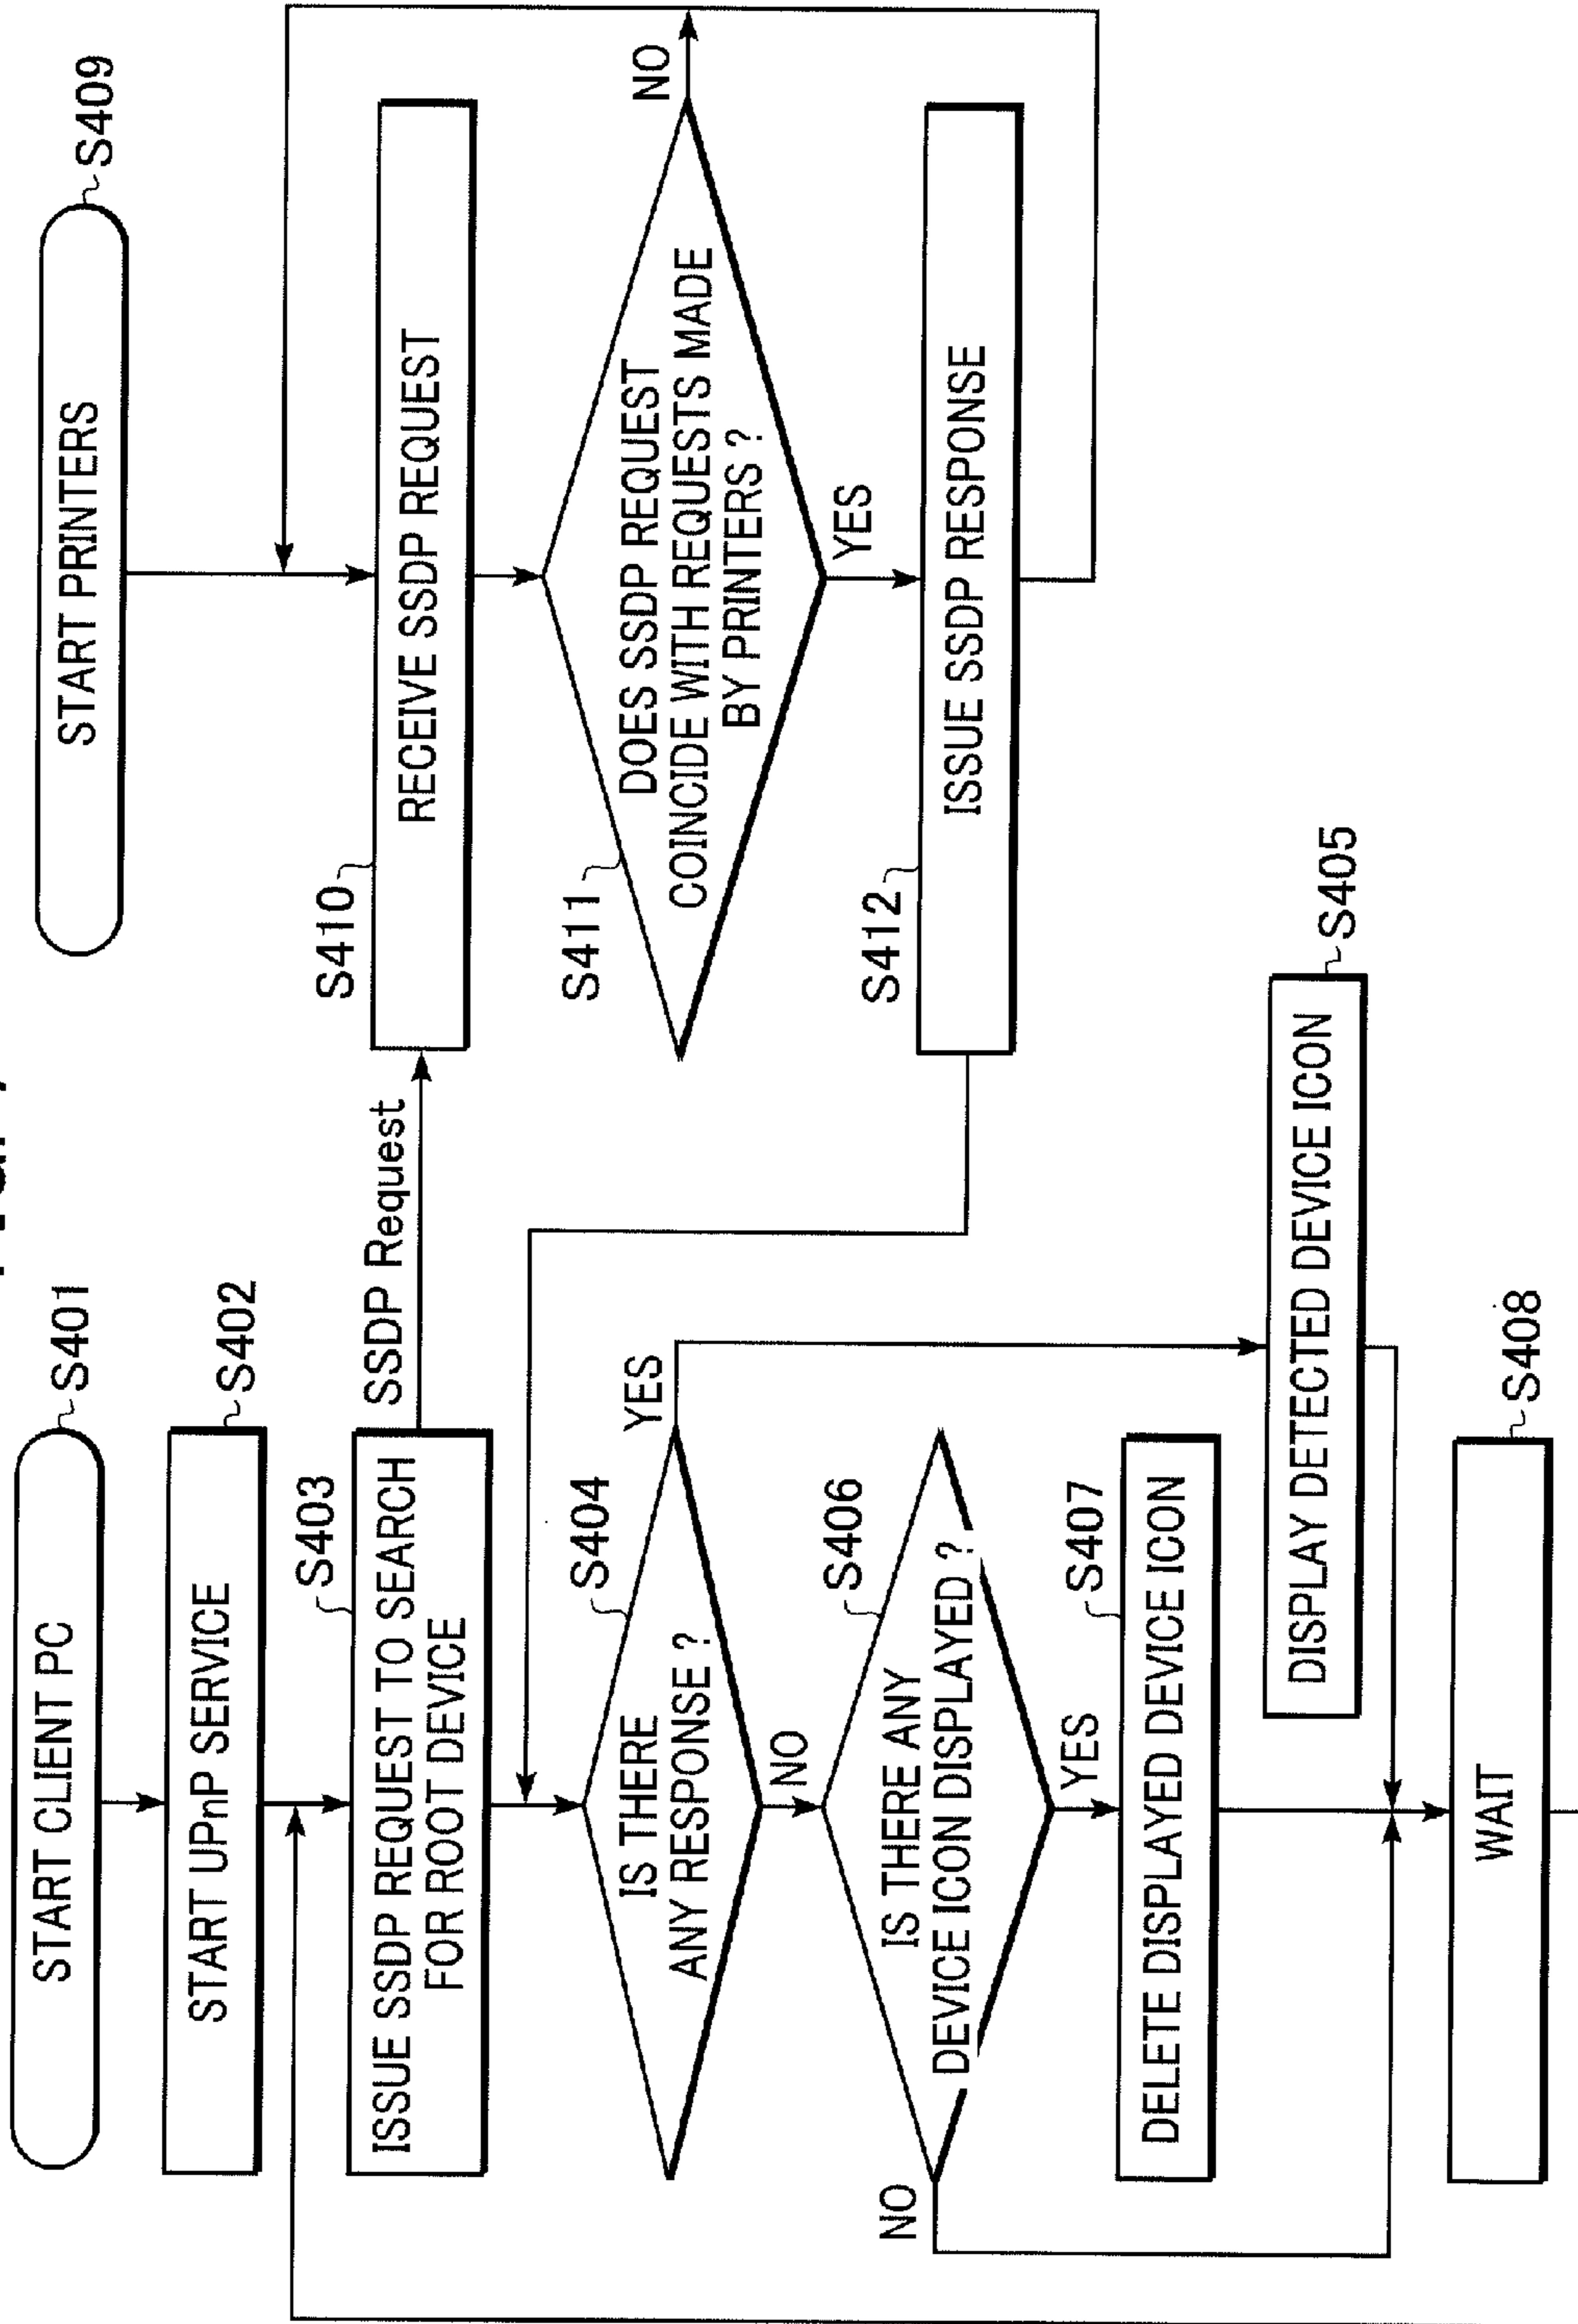 START CLIENT PC
S401
START UPnP SERVICE
S402
S403
ISSUE SSDP REQUEST TO SEARCH
FOR ROOT DEVICE
SSDP Request
S404
IS THERE
ANY RESPONSE ?
YES
NO
S406
IS THERE ANY
DEVICE ICON DISPLAYED ?
NO
YES
S407
DELETE DISPLAYED DEVICE ICON
DISPLAY DETECTED DEVICE ICON
S405
WAIT
S408
START PRINTERS
S409
S410
RECEIVE SSDP REQUEST
S411
DOES SSDP REQUEST
COINCIDE WITH REQUESTS MADE
BY PRINTERS ?
NO
YES
S412
ISSUE SSDP RESPONSE